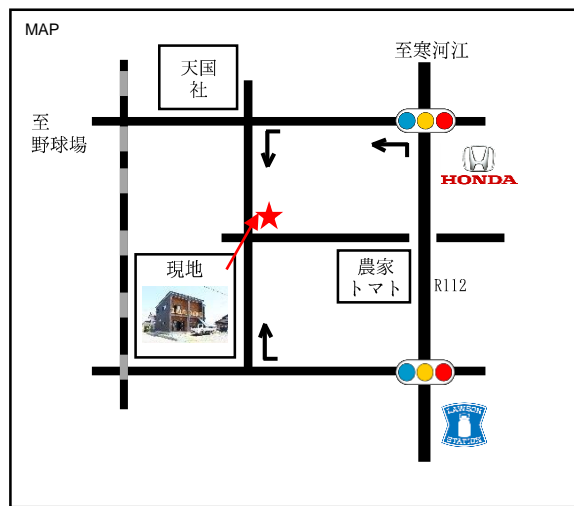 MAP
至寒河江
天国
社
至
野球場
HONDA
現地
農家
トマト
R112
LAWSON
STATION